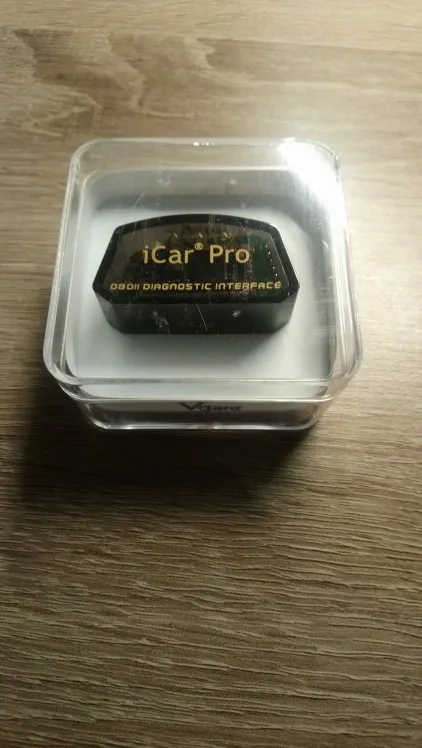 iCar® Pro
OBDII DIAGNOSTIC INTERFACE
Vgate